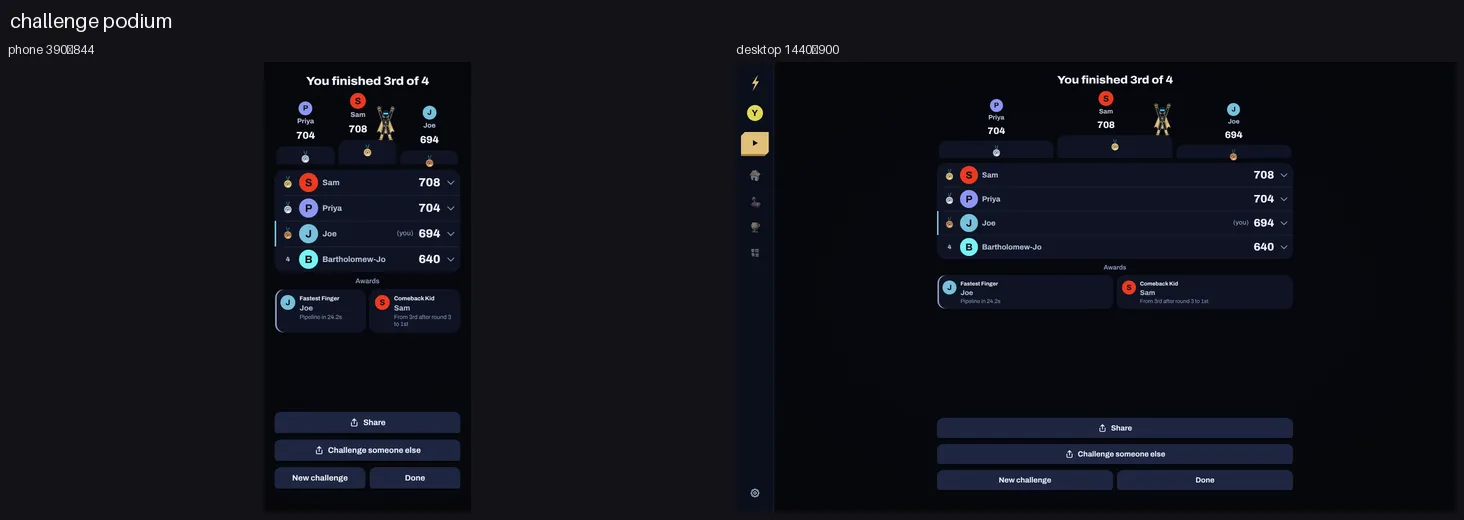 challenge podium
phone 390▯844
You finished 3rd of 4
P
Priya
704
S
Sam
708
J
Joe
694
S Sam 708
P Priya 704
J Joe (you) 694
4 B Bartholomew-Jo 640
Awards
J Fastest Finger
Joe
Pipeline in 24.2s
S Comeback Kid
Sam
From 3rd after round 3
to 1st
Share
Challenge someone else
New challenge Done
desktop 1440▯900
Y
You finished 3rd of 4
P
Priya
704
S
Sam
708
J
Joe
694
S Sam 708
P Priya 704
J Joe (you) 694
4 B Bartholomew-Jo 640
Awards
J Fastest Finger
Joe
Pipeline in 24.2s
S Comeback Kid
Sam
From 3rd after round 3 to 1st
Share
Challenge someone else
New challenge Done